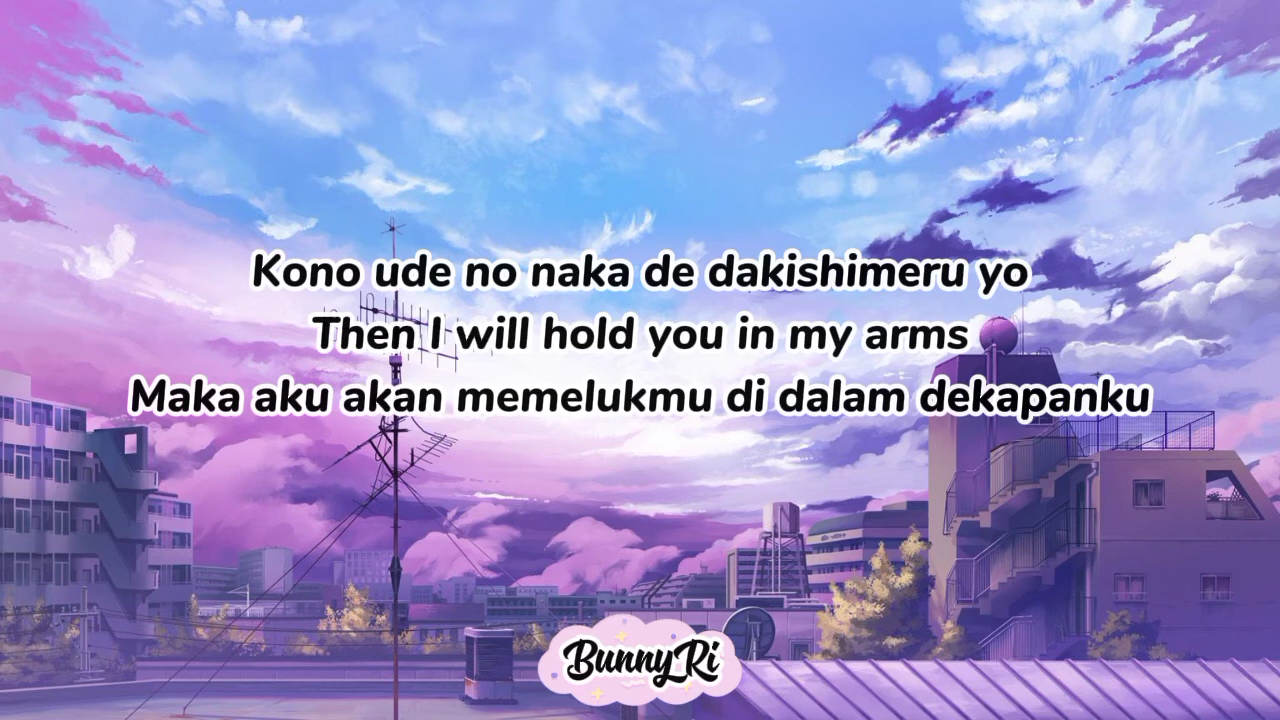 Kono ude no naka de dakishimeru yo
Then I will hold you in my arms
Maka aku akan memelukmu di dalam dekapanku
BunnyRi